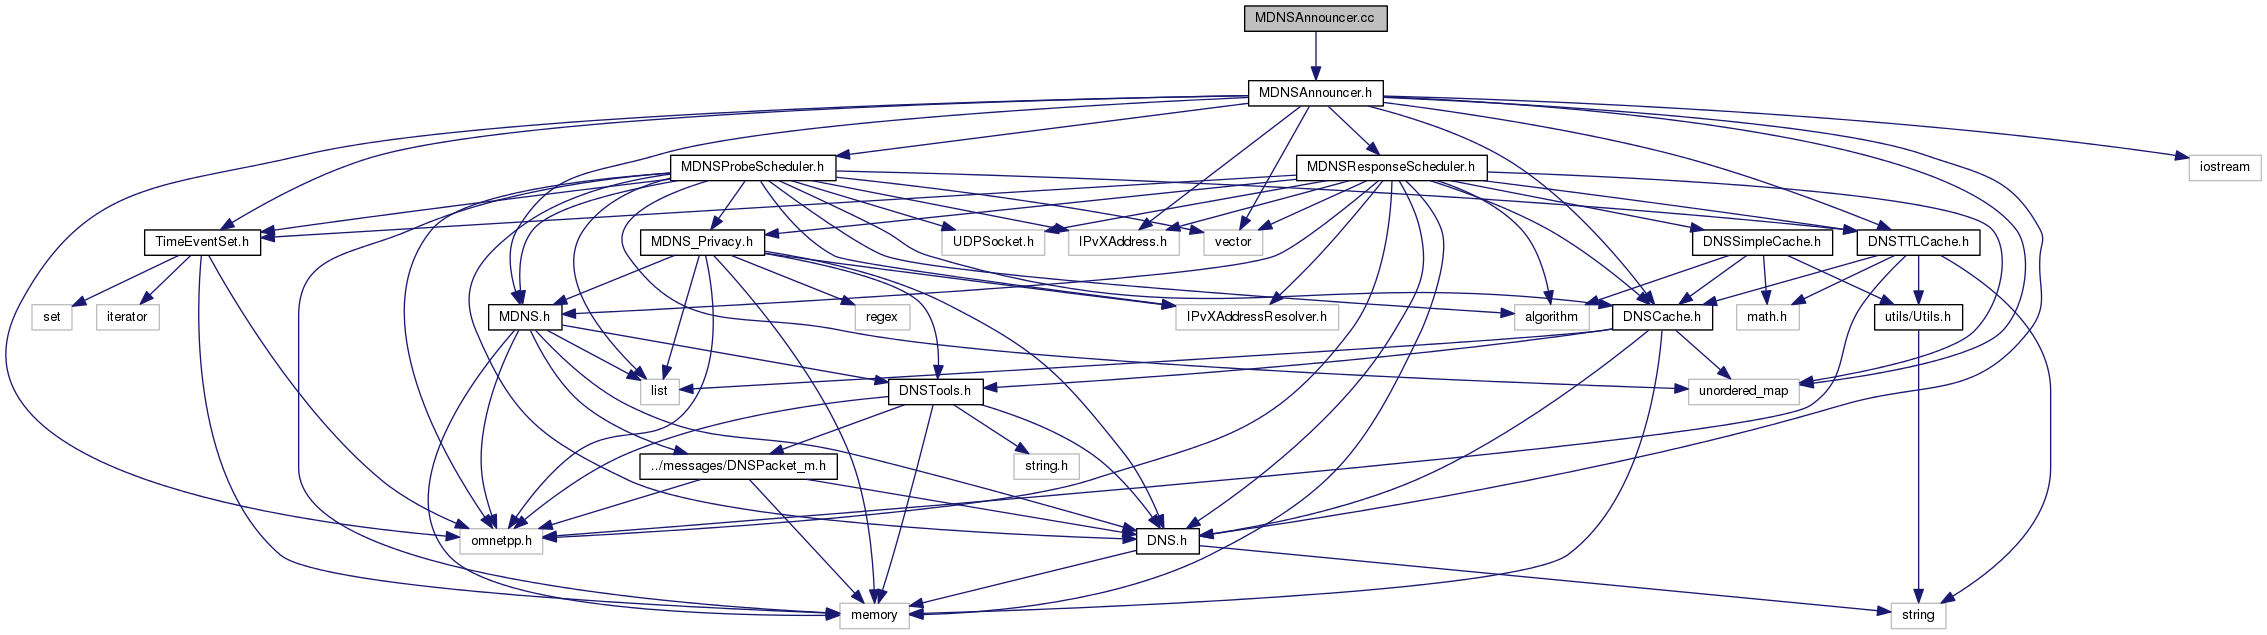 MDNSAnnouncer.cc
MDNSAnnouncer.h
MDNSProbeScheduler.h
MDNSResponseScheduler.h
iostream
TimeEventSet.h
MDNS_Privacy.h
UDPSocket.h
IPvXAddress.h
vector
DNSSimpleCache.h
DNSTTLCache.h
set
iterator
MDNS.h
regex
IPvXAddressResolver.h
algorithm
DNSCache.h
math.h
utils/Utils.h
list
DNSTools.h
unordered_map
../messages/DNSPacket_m.h
string.h
omnetpp.h
DNS.h
memory
string